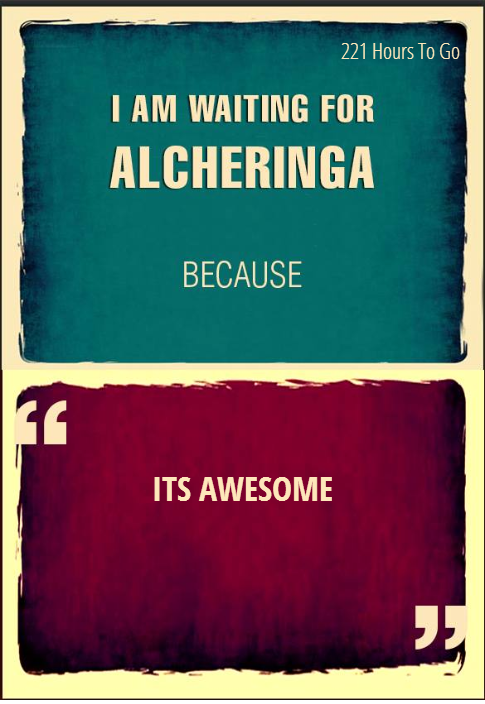 221 Hours To Go
I AM WAITING FOR
ALCHERINGA
BECAUSE
“
ITS AWESOME
”